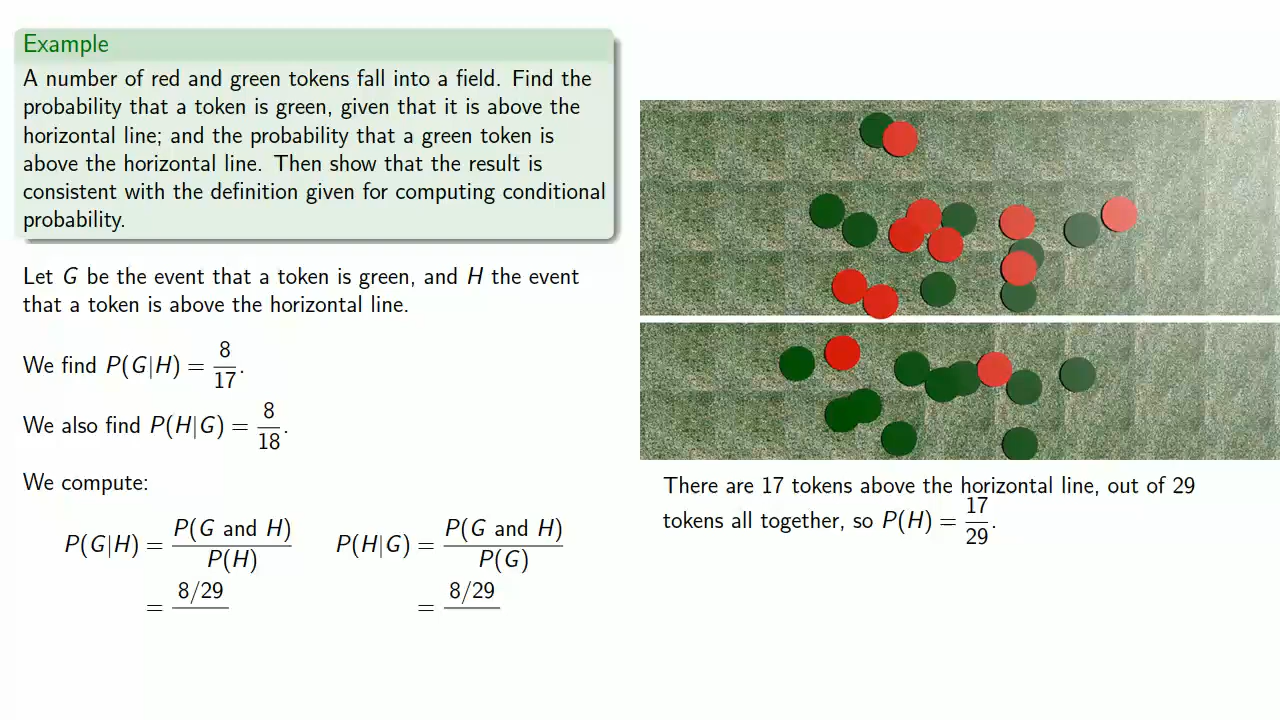 Example
A number of red and green tokens fall into a field. Find the
probability that a token is green, given that it is above the
horizontal line; and the probability that a green token is
above the horizontal line. Then show that the result is
consistent with the definition given for computing conditional
probability.
Let G be the event that a token is green, and H the event
that a token is above the horizontal line.
We find P(G|H) = 8/17.
We also find P(H|G) = 8/18.
We compute:
P(G|H) = P(G and H)/P(H)
= 8/29
P(H|G) = P(G and H)/P(G)
= 8/29
There are 17 tokens above the horizontal line, out of 29
tokens all together, so P(H) = 17/29.